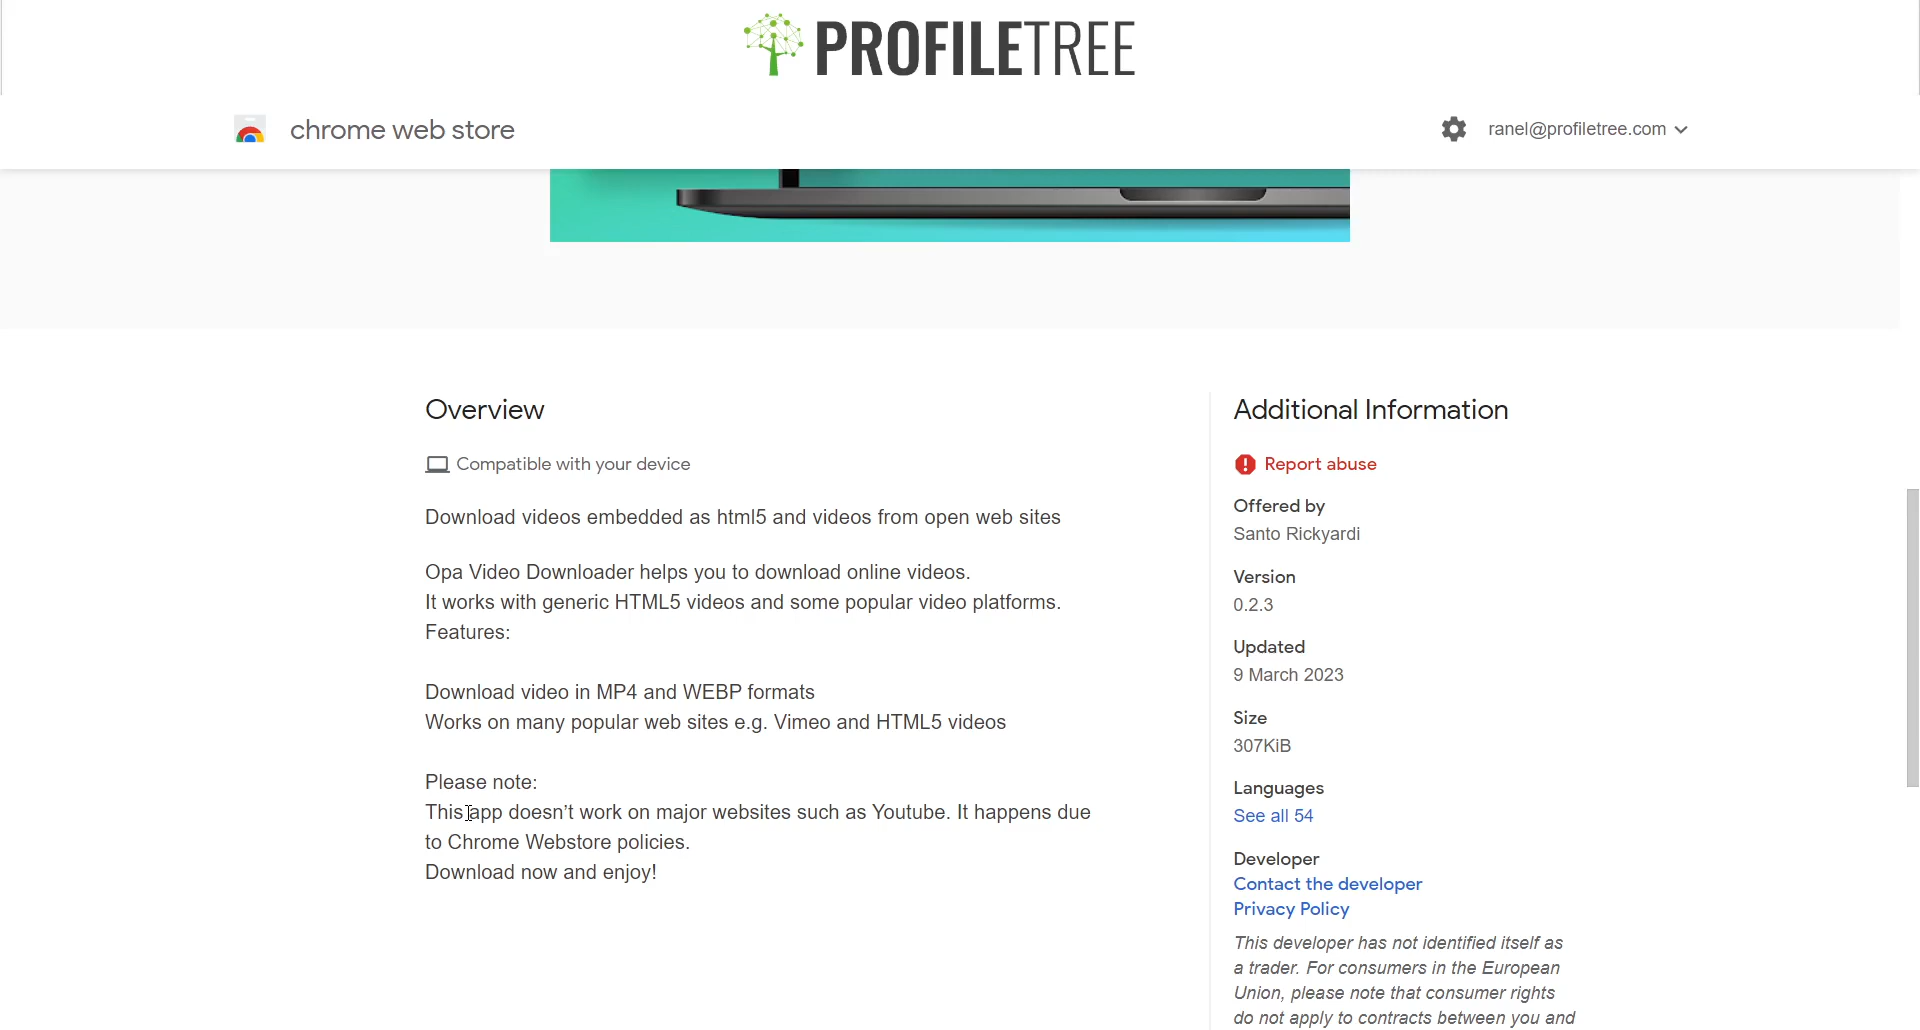 PROFILETREE
chrome web store
ranel@profiletree.com
Overview
Compatible with your device
Download videos embedded as html5 and videos from open web sites
Opa Video Downloader helps you to download online videos.
It works with generic HTML5 videos and some popular video platforms.
Features:
Download video in MP4 and WEBP formats
Works on many popular web sites e.g. Vimeo and HTML5 videos
Please note:
This app doesn’t work on major websites such as Youtube. It happens due
to Chrome Webstore policies.
Download now and enjoy!
Additional Information
Report abuse
Offered by
Santo Rickyardi
Version
0.2.3
Updated
9 March 2023
Size
307KiB
Languages
See all 54
Developer
Contact the developer
Privacy Policy
This developer has not identified itself as
a trader. For consumers in the European
Union, please note that consumer rights
do not apply to contracts between you and